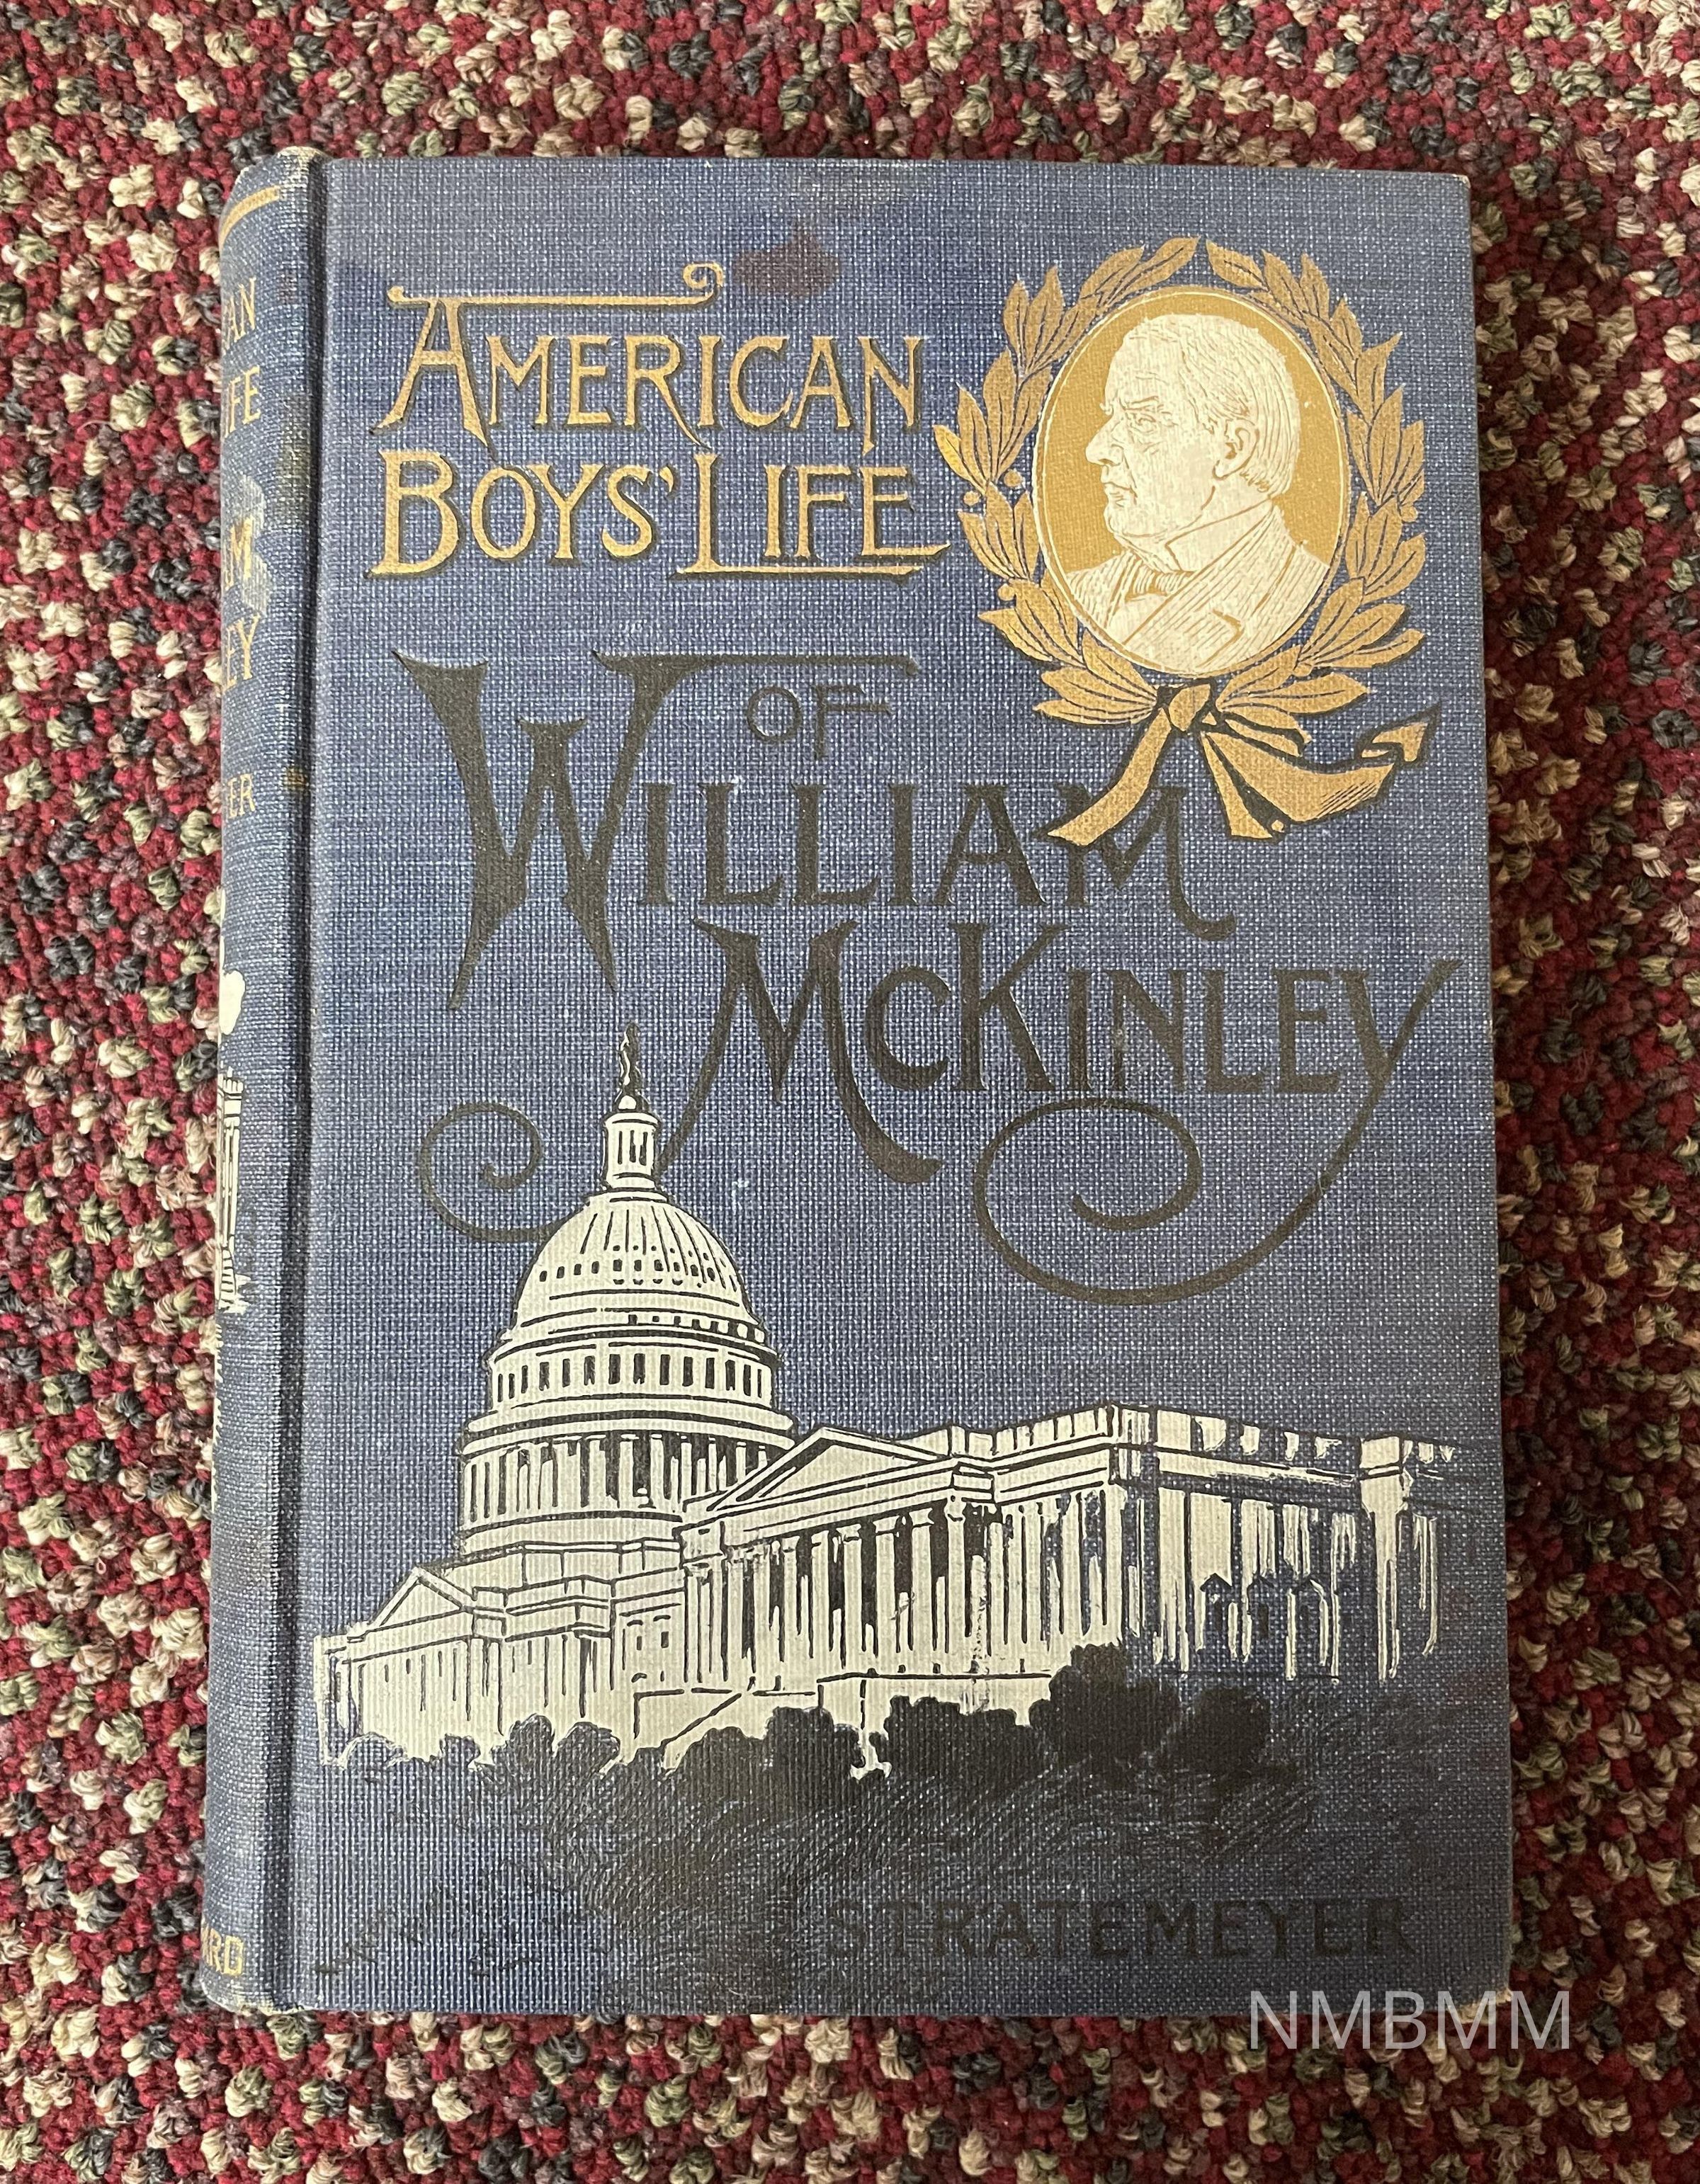 AMERICAN
BOYS' LIFE
OF
WILLIAM
MCKINLEY
STRATEMEYER
NMBMM